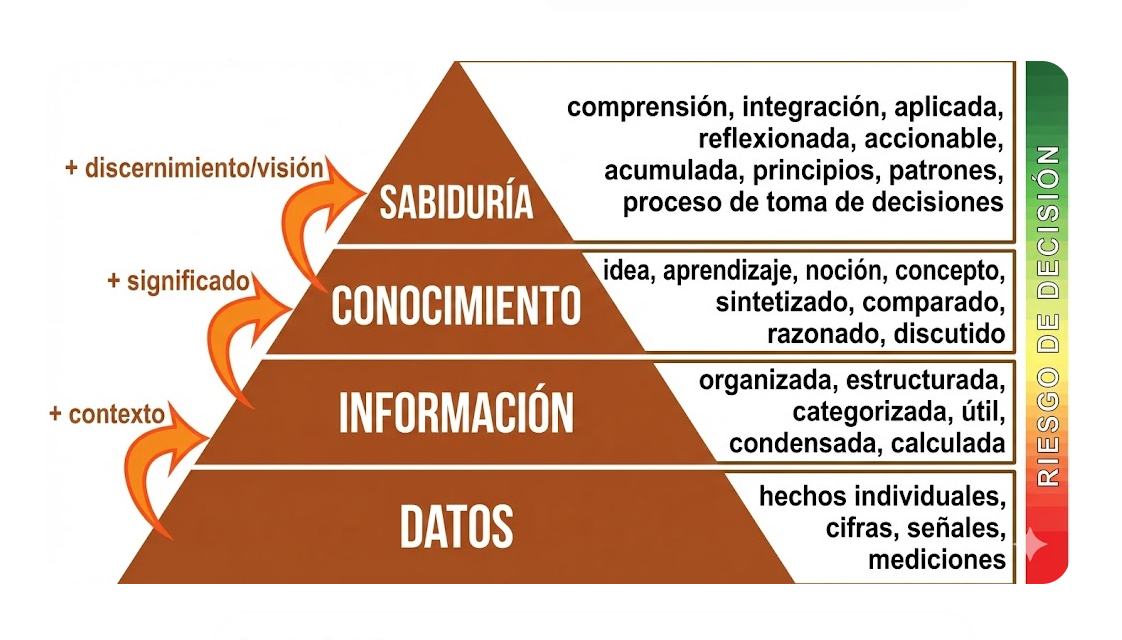 comprensión, integración, aplicada,
reflexionada, accionable,
acumulada, principios, patrones,
proceso de toma de decisiones
+ discernimiento/visión
SABIDURÍA
idea, aprendizaje, noción, concepto,
sintetizado, comparado,
razonado, discutido
+ significado
CONOCIMIENTO
organizada, estructurada,
categorizada, útil,
condensada, calculada
+ contexto
INFORMACIÓN
hechos individuales,
cifras, señales,
mediciones
DATOS
RIESGO DE DECISIÓN